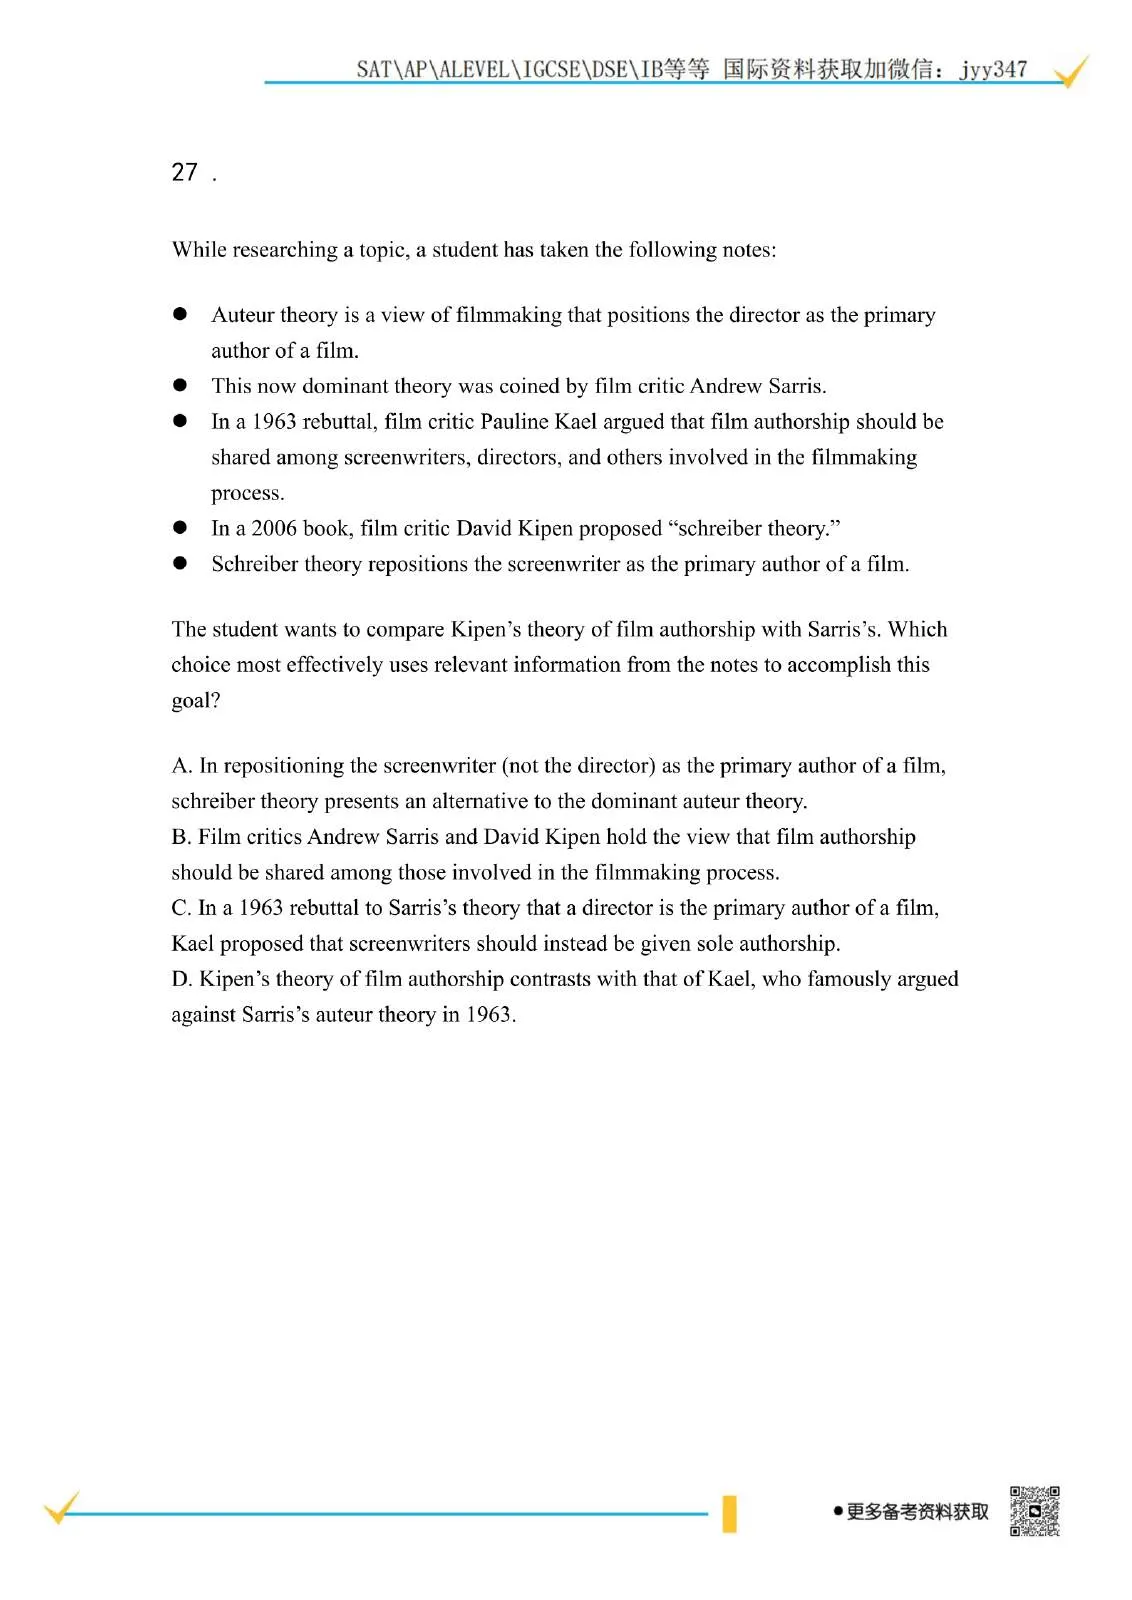 SAT\AP\ALEVEL\IGCSE\DSE\IB等等 国际资料获取加微信：jyy347
27 .
While researching a topic, a student has taken the following notes:
● Auteur theory is a view of filmmaking that positions the director as the primary
author of a film.
● This now dominant theory was coined by film critic Andrew Sarris.
● In a 1963 rebuttal, film critic Pauline Kael argued that film authorship should be
shared among screenwriters, directors, and others involved in the filmmaking
process.
● In a 2006 book, film critic David Kipen proposed “schreiber theory.”
● Schreiber theory repositions the screenwriter as the primary author of a film.
The student wants to compare Kipen’s theory of film authorship with Sarris’s. Which
choice most effectively uses relevant information from the notes to accomplish this
goal?
A. In repositioning the screenwriter (not the director) as the primary author of a film,
schreiber theory presents an alternative to the dominant auteur theory.
B. Film critics Andrew Sarris and David Kipen hold the view that film authorship
should be shared among those involved in the filmmaking process.
C. In a 1963 rebuttal to Sarris’s theory that a director is the primary author of a film,
Kael proposed that screenwriters should instead be given sole authorship.
D. Kipen’s theory of film authorship contrasts with that of Kael, who famously argued
against Sarris’s auteur theory in 1963.
●更多备考资料获取